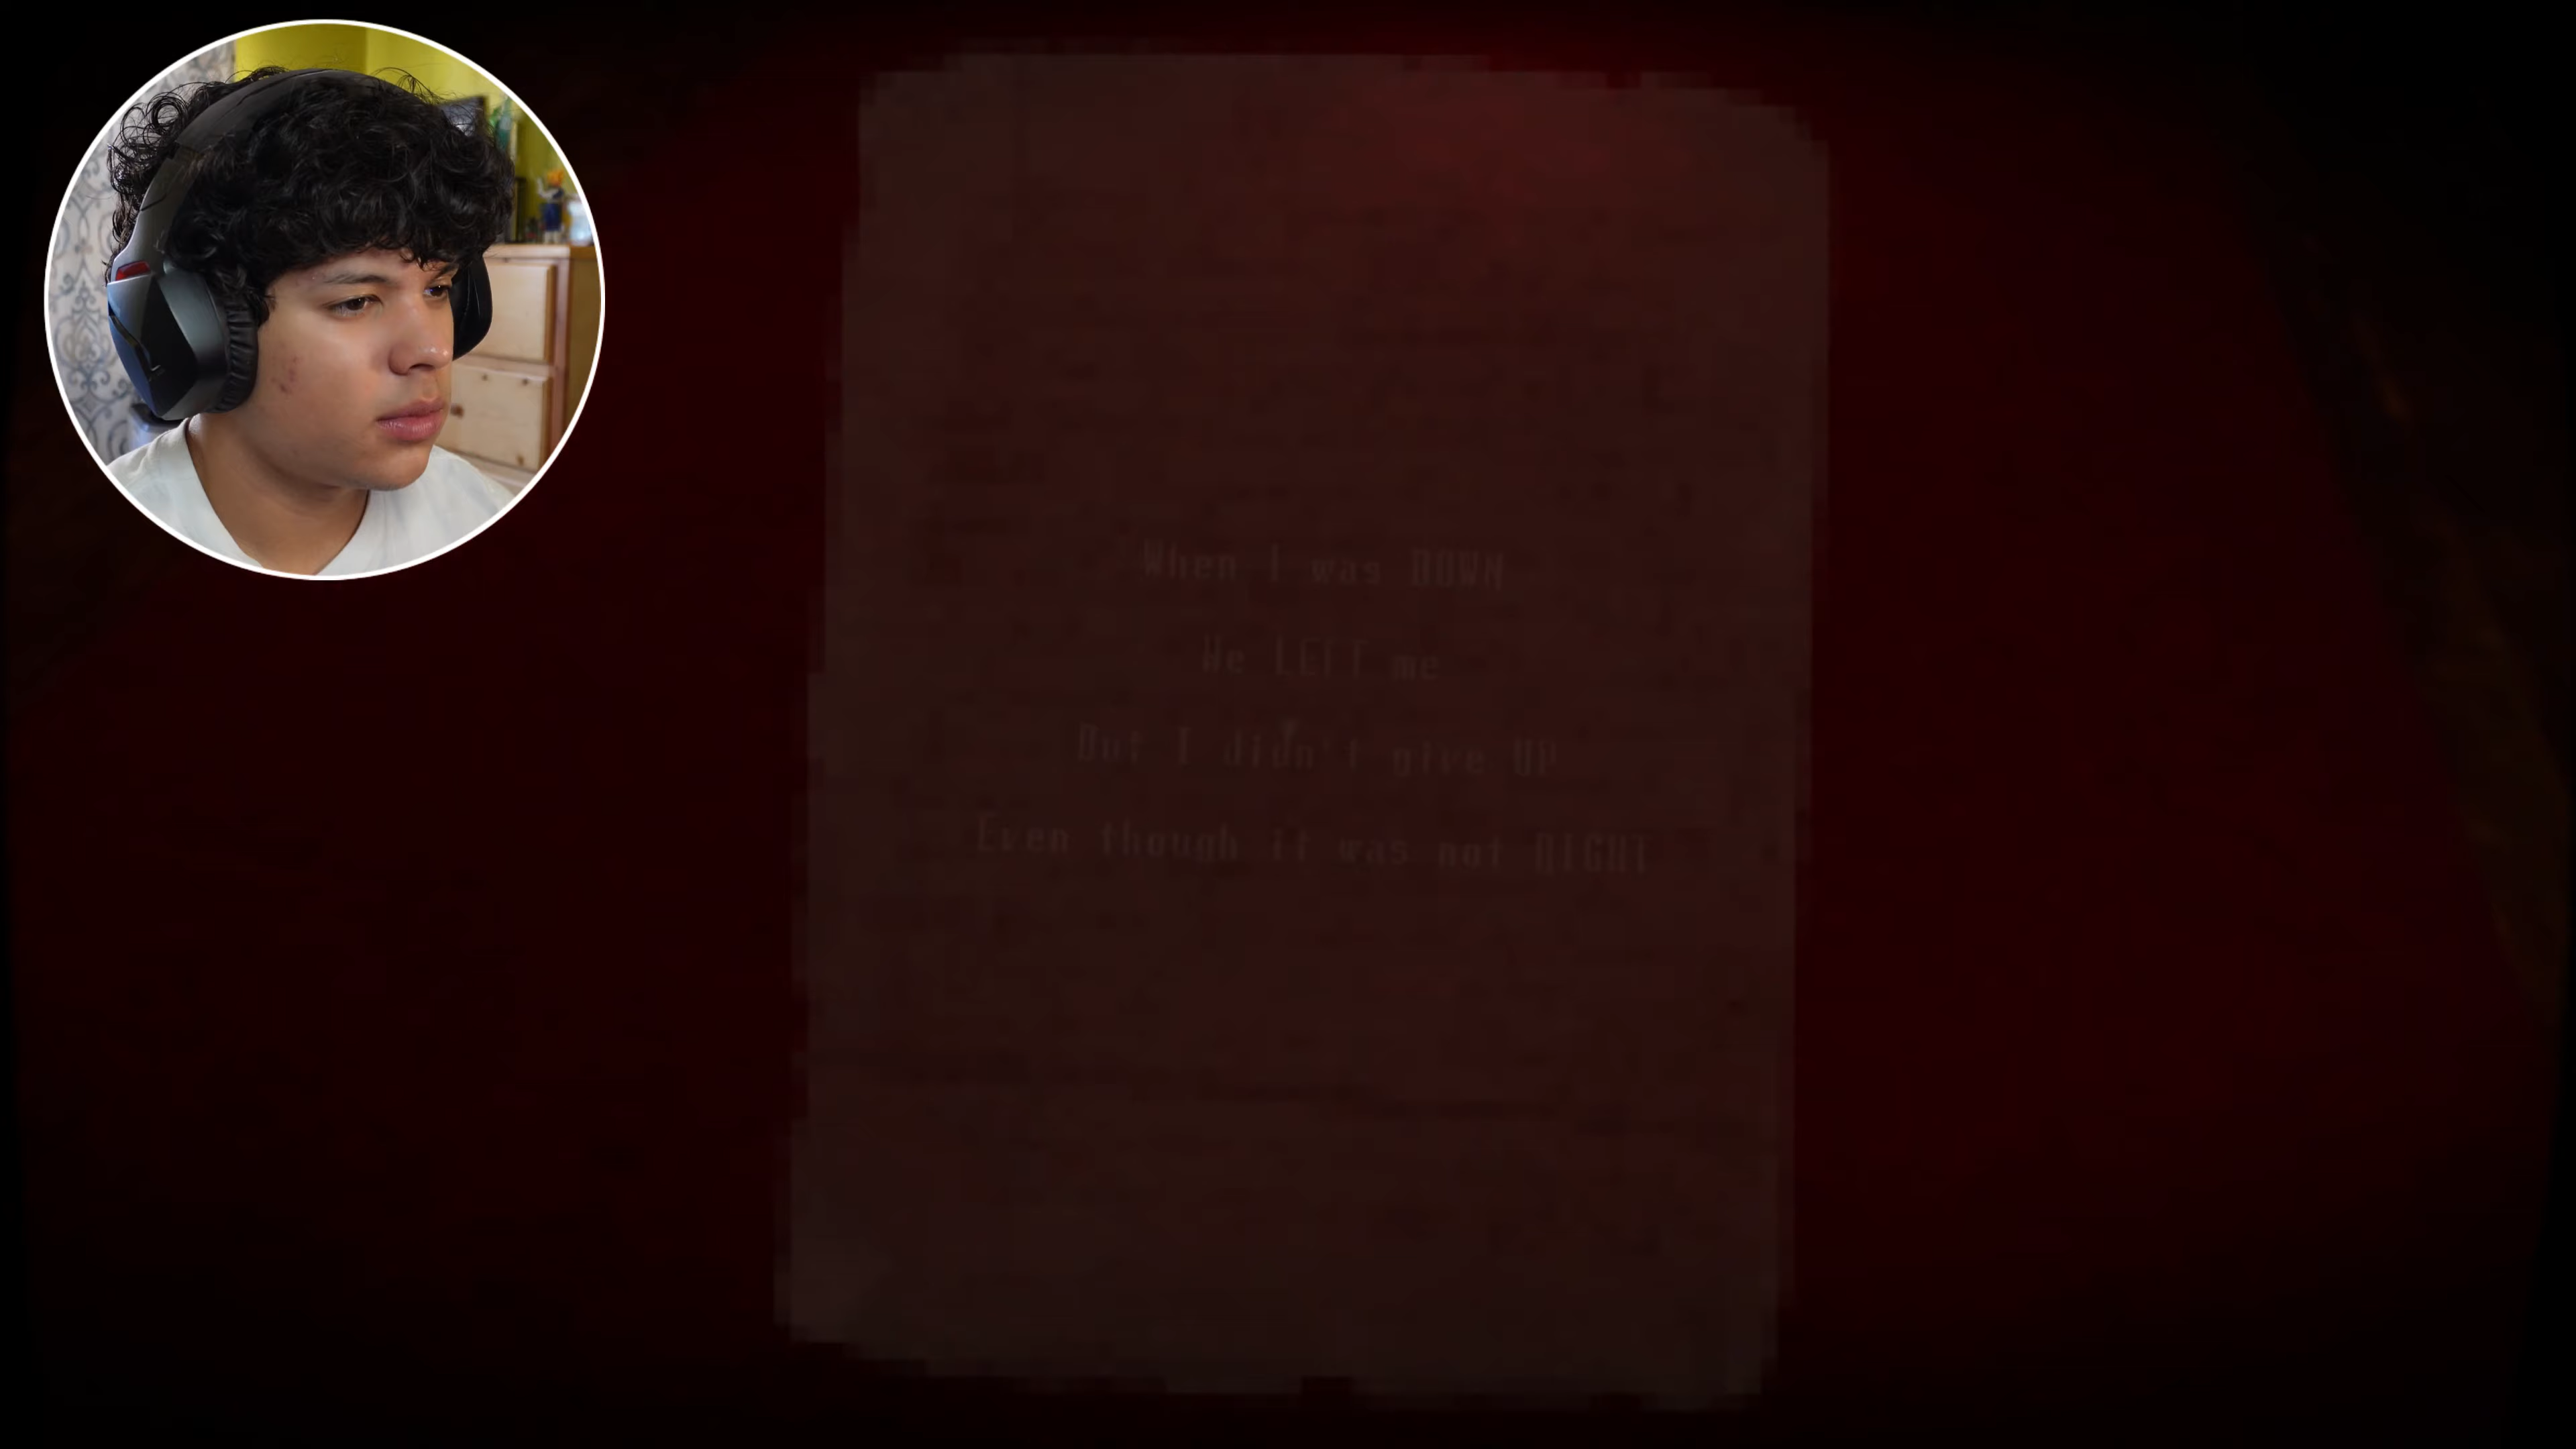 When I was DOWN
He LEFT me
But I didn't give UP
Even though it was not RIGHT